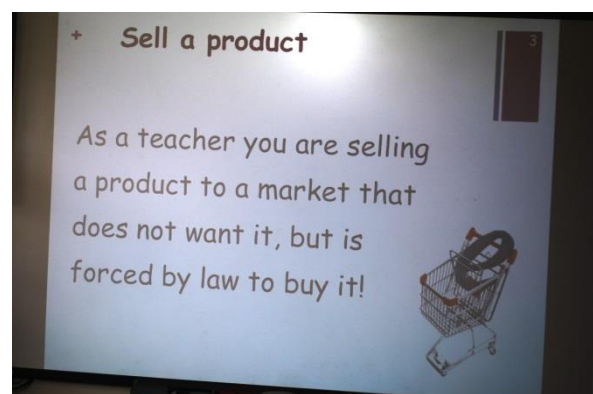 + Sell a product
3
As a teacher you are selling
a product to a market that
does not want it, but is
forced by law to buy it!
e